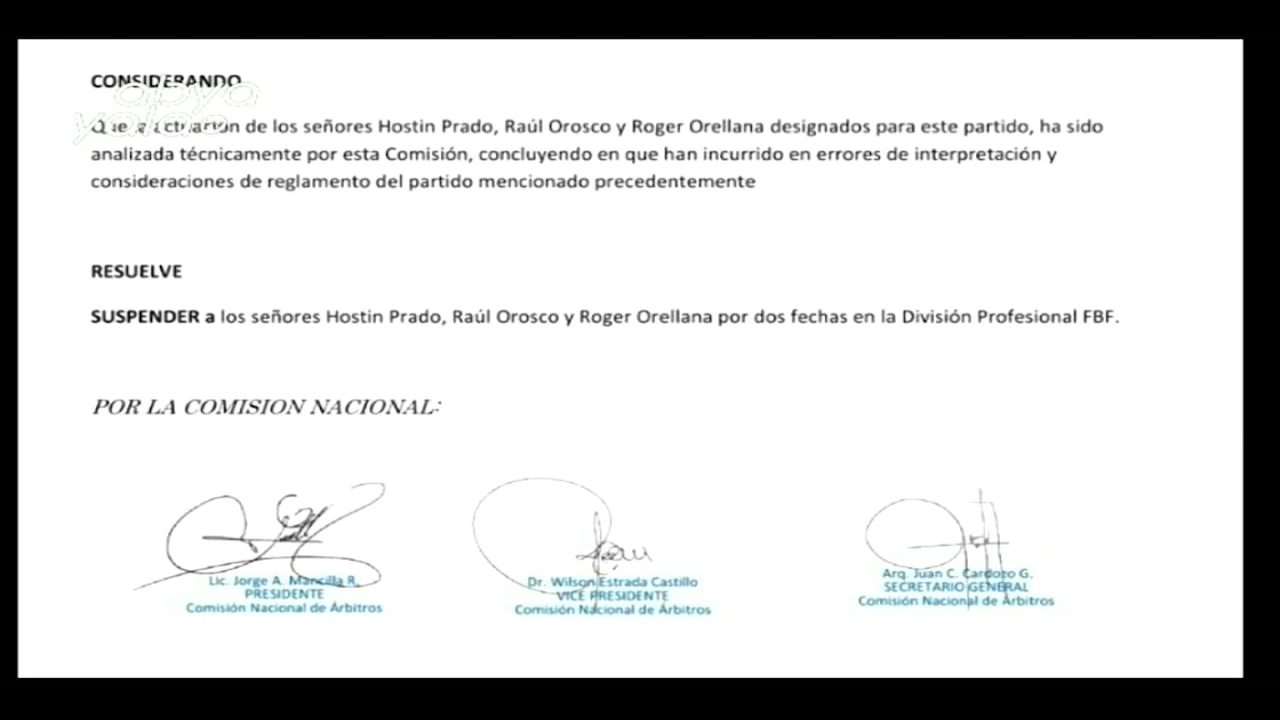 CONSIDERANDO
Que la actuación de los señores Hostin Prado, Raúl Orosco y Roger Orellana designados para este partido, ha sido
analizada técnicamente por esta Comisión, concluyendo en que han incurrido en errores de interpretación y
consideraciones de reglamento del partido mencionado precedentemente
RESUELVE
SUSPENDER a los señores Hostin Prado, Raúl Orosco y Roger Orellana por dos fechas en la División Profesional FBF.
POR LA COMISION NACIONAL:
Lic. Jorge A. Mancilla R.
PRESIDENTE
Comisión Nacional de Árbitros
Dr. Wilson Estrada Castillo
VICE PRESIDENTE
Comisión Nacional de Árbitros
Arq. Juan C. Cardozo G.
SECRETARIO GENERAL
Comisión Nacional de Árbitros